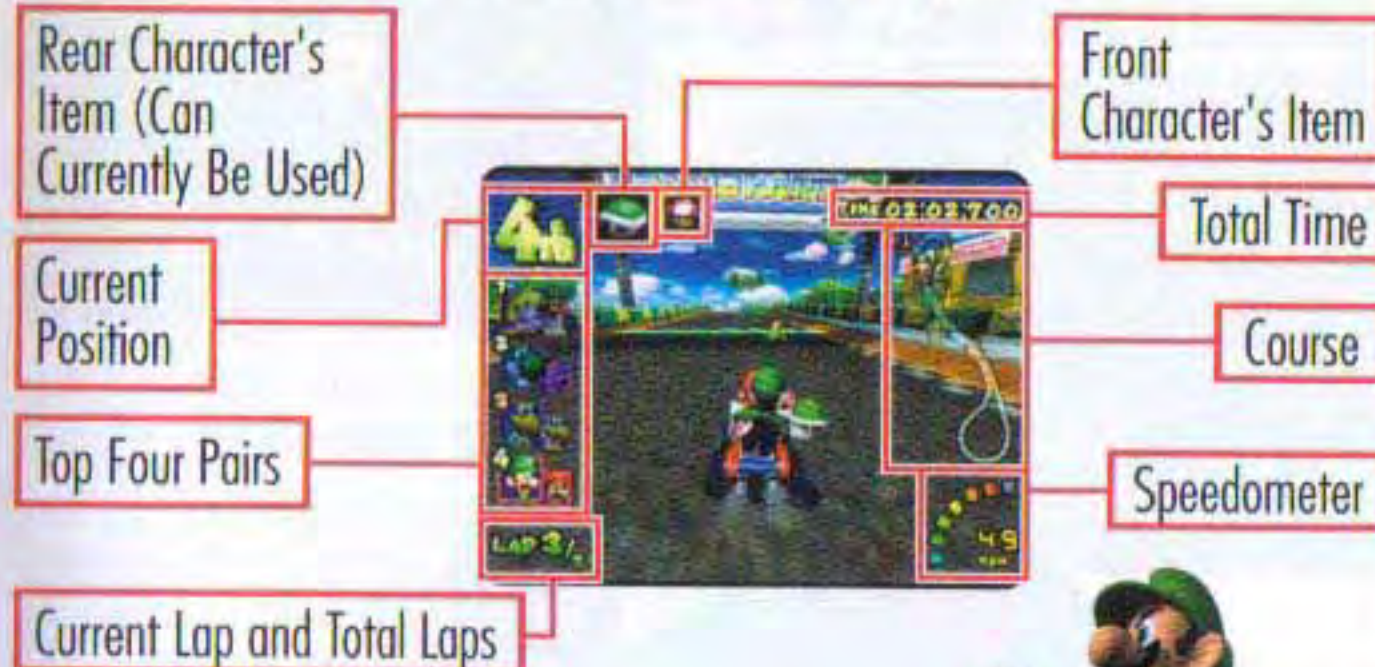 Rear Character's
Item (Can
Currently Be Used)
Front
Character's Item
Total Time
Current
Position
Course
Top Four Pairs
Speedometer
Current Lap and Total Laps
TIME 02:02:700
LAP 3/
49